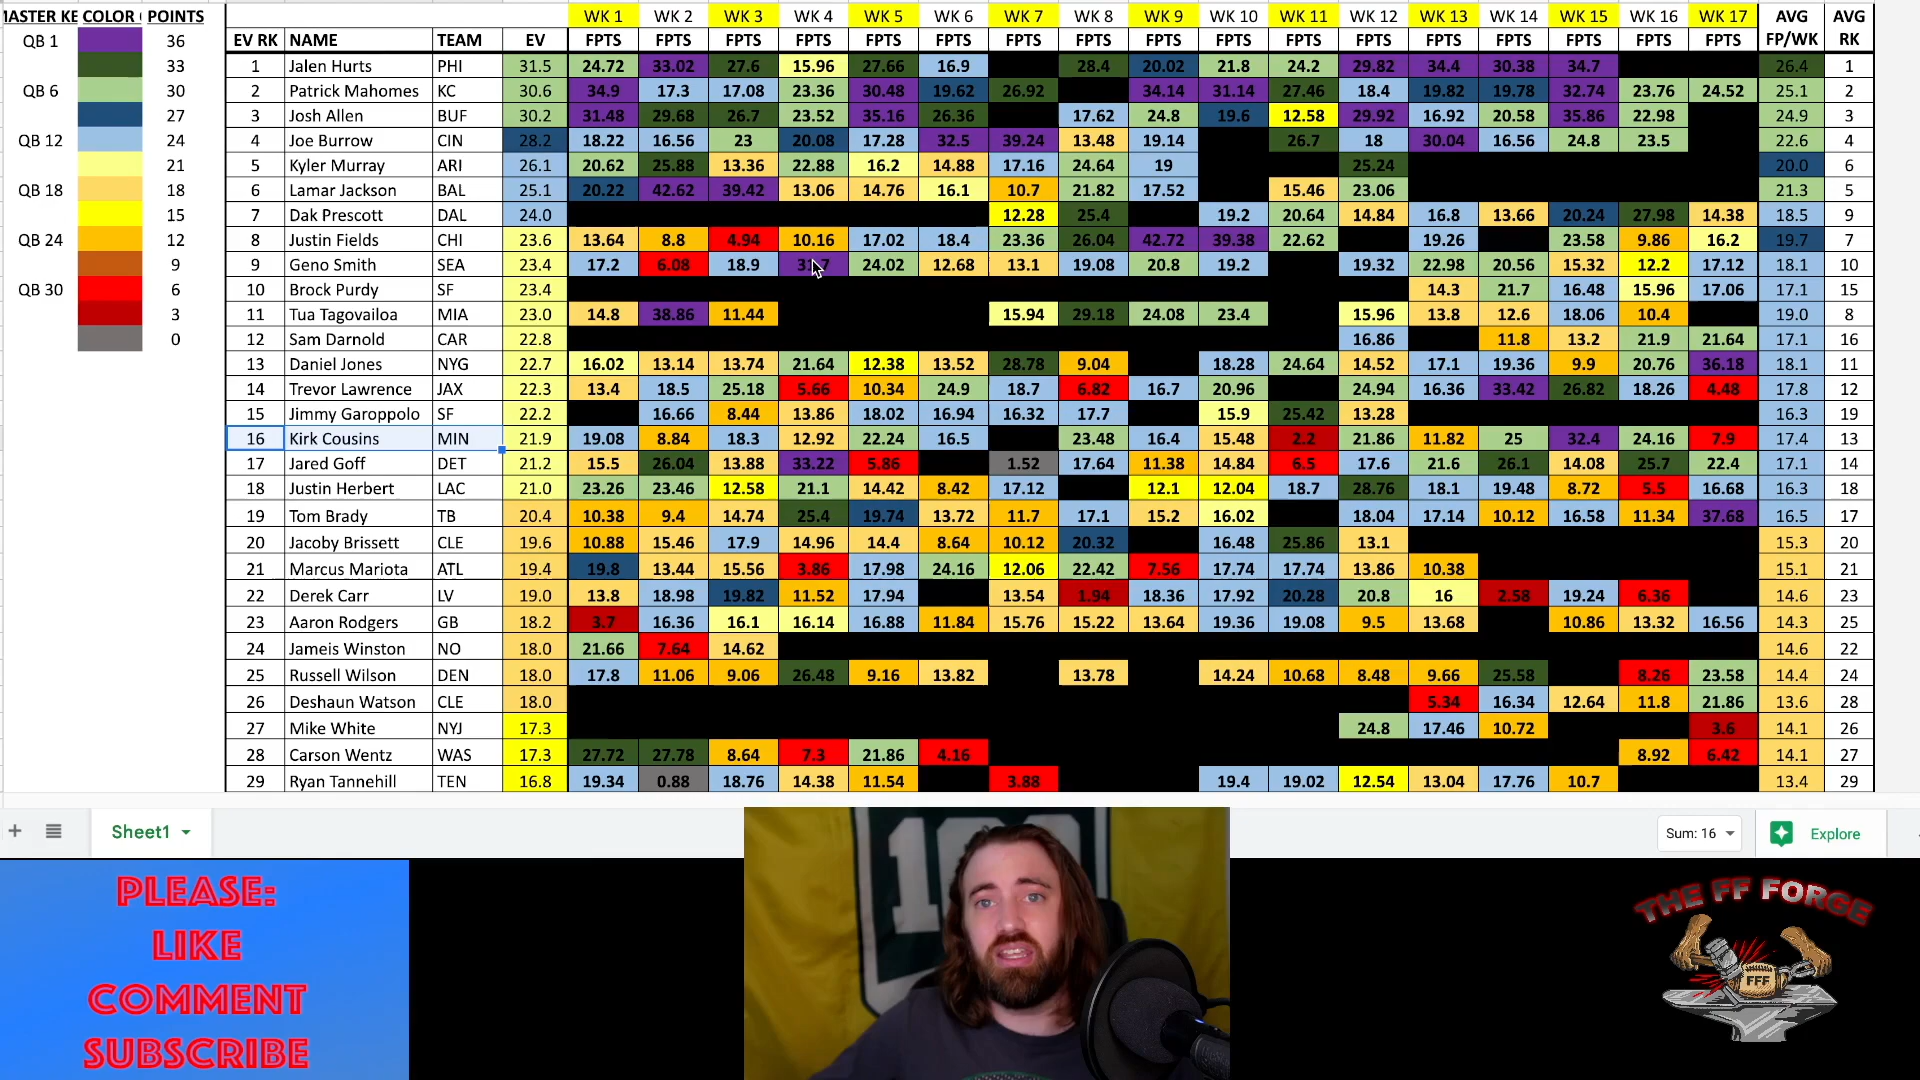 MASTER KE COLOR POINTS WK 1 WK 2 WK 3 WK 4 WK 5 WK 6 WK 7 WK 8 WK 9 WK 10 WK 11 WK 12 WK 13 WK 14 WK 15 WK 16 WK 17 AVG AVG
QB 1 36 EV RK NAME TEAM EV FPTS FPTS FPTS FPTS FPTS FPTS FPTS FPTS FPTS FPTS FPTS FPTS FPTS FPTS FPTS FPTS FPTS FP/WK RK
33 1 Jalen Hurts PHI 31.5 24.72 33.02 27.6 15.96 27.66 16.9 28.4 20.02 21.8 24.2 29.82 34.4 30.38 34.7 26.4 1
QB 6 30 2 Patrick Mahomes KC 30.6 34.9 17.3 17.08 23.36 30.48 19.62 26.92 34.14 31.14 27.46 18.4 19.82 19.78 32.74 23.76 24.52 25.1 2
27 3 Josh Allen BUF 30.2 31.48 29.68 26.7 23.52 35.16 26.36 17.62 24.8 19.6 12.58 29.92 16.92 20.58 35.86 22.98 24.9 3
QB 12 24 4 Joe Burrow CIN 28.2 18.22 16.56 23 20.08 17.28 32.5 39.24 13.48 19.14 26.7 18 30.04 16.56 24.8 23.5 22.6 4
21 5 Kyler Murray ARI 26.1 20.62 25.88 13.36 22.88 16.2 14.88 17.16 24.64 19 25.24 20.0 6
QB 18 18 6 Lamar Jackson BAL 25.1 20.22 42.62 39.42 13.06 14.76 16.1 10.7 21.82 17.52 15.46 23.06 21.3 5
15 7 Dak Prescott DAL 24.0 12.28 25.4 19.2 20.64 14.84 16.8 13.66 20.24 27.98 14.38 18.5 9
QB 24 12 8 Justin Fields CHI 23.6 13.64 8.8 4.94 10.16 17.02 18.4 23.36 26.04 42.72 39.38 22.62 19.26 23.58 9.86 16.2 19.7 7
9 9 Geno Smith SEA 23.4 17.2 6.08 18.9 24.02 12.68 13.1 19.08 20.8 19.2 19.32 22.98 20.56 15.32 12.2 17.12 18.1 10
QB 30 6 10 Brock Purdy SF 23.4 14.3 21.7 16.48 15.96 17.06 17.1 15
3 11 Tua Tagovailoa MIA 23.0 14.8 38.86 11.44 15.94 29.18 24.08 23.4 15.96 13.8 12.6 18.06 10.4 19.0 8
0 12 Sam Darnold CAR 22.8 16.86 11.8 13.2 21.9 21.64 17.1 16
13 Daniel Jones NYG 22.7 16.02 13.14 13.74 21.64 12.38 13.52 28.78 9.04 18.28 24.64 14.52 17.1 19.36 9.9 20.76 36.18 18.1 11
14 Trevor Lawrence JAX 22.3 13.4 18.5 25.18 5.66 10.34 24.9 18.7 6.82 16.7 20.96 24.94 16.36 33.42 26.82 18.26 4.48 17.8 12
15 Jimmy Garoppolo SF 22.2 16.66 8.44 13.86 18.02 16.94 16.32 17.7 15.9 25.42 13.28 16.3 19
16 Kirk Cousins MIN 21.9 19.08 8.84 18.3 12.92 22.24 16.5 23.48 16.4 15.48 2.2 21.86 11.82 25 32.4 24.16 7.9 17.4 13
17 Jared Goff DET 21.2 15.5 26.04 13.88 33.22 5.86 1.52 17.64 11.38 14.84 6.5 17.6 21.6 26.1 14.08 25.7 22.4 17.1 14
18 Justin Herbert LAC 21.0 23.26 23.46 12.58 21.1 14.42 8.42 17.12 12.1 12.04 18.7 28.76 18.1 19.48 8.72 5.5 16.68 16.3 18
19 Tom Brady TB 20.4 10.38 9.4 14.74 25.4 19.74 13.72 11.7 17.1 15.2 16.02 18.04 17.14 10.12 16.58 11.34 37.68 16.5 17
20 Jacoby Brissett CLE 19.6 10.88 15.46 17.9 14.96 14.4 8.64 10.12 20.32 16.48 25.86 13.1 15.3 20
21 Marcus Mariota ATL 19.4 19.8 13.44 15.56 3.86 17.98 24.16 12.06 22.42 7.56 17.74 17.74 13.86 10.38 15.1 21
22 Derek Carr LV 19.0 13.8 18.98 19.82 11.52 17.94 13.54 1.94 18.36 17.92 20.28 20.8 16 2.58 19.24 6.36 14.6 23
23 Aaron Rodgers GB 18.2 3.7 16.36 16.1 16.14 16.88 11.84 15.76 15.22 13.64 19.36 19.08 9.5 13.68 10.86 13.32 16.56 14.3 25
24 Jameis Winston NO 18.0 21.66 7.64 14.62 14.6 22
25 Russell Wilson DEN 18.0 17.8 11.06 9.06 26.48 9.16 13.82 13.78 14.24 10.68 8.48 9.66 25.58 8.26 23.58 14.4 24
26 Deshaun Watson CLE 18.0 5.34 16.34 12.64 11.8 21.86 13.6 28
27 Mike White NYJ 17.3 24.8 17.46 10.72 3.6 14.1 26
28 Carson Wentz WAS 17.3 27.72 27.78 8.64 7.3 21.86 4.16 8.92 6.42 14.1 27
29 Ryan Tannehill TEN 16.8 19.34 0.88 18.76 14.38 11.54 3.88 19.4 19.02 12.54 13.04 17.76 10.7 13.4 29
Sheet1 Sum: 16 Explore
PLEASE:
LIKE
COMMENT
SUBSCRIBE
THE FF FORGE
FFF